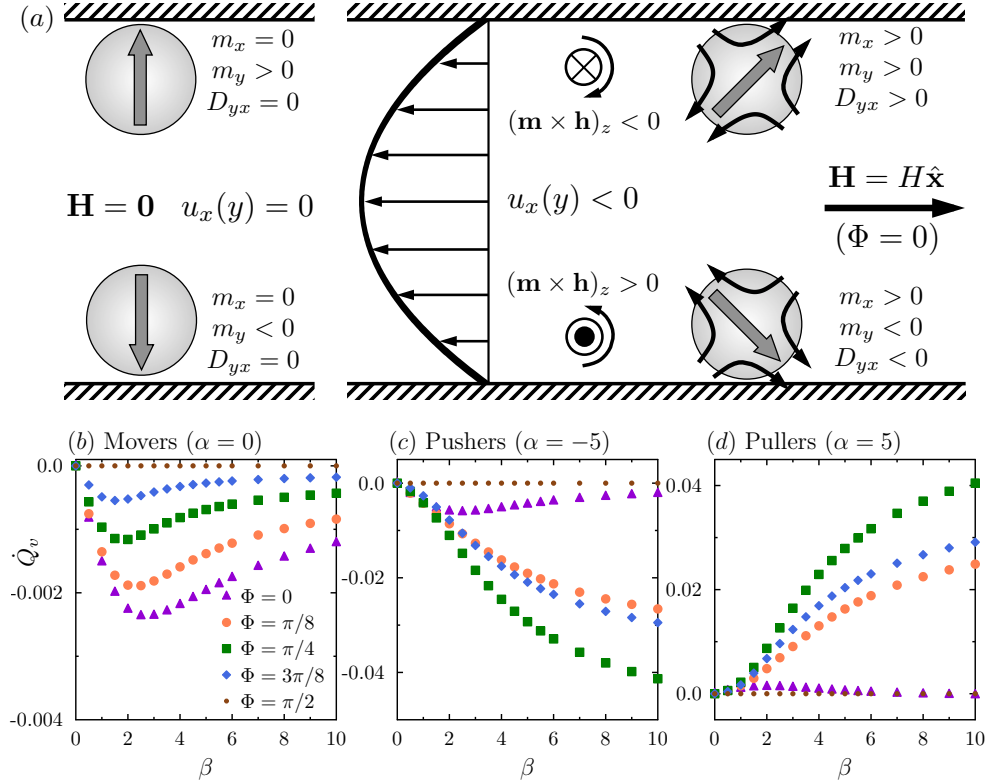 (a)
m_x = 0
m_y > 0
D_yx = 0
H = 0 u_x(y) = 0
m_x = 0
m_y < 0
D_yx = 0
(m × h)_z < 0
u_x(y) < 0
(m × h)_z > 0
m_x > 0
m_y > 0
D_yx > 0
H = Hx̂
(Φ = 0)
m_x > 0
m_y < 0
D_yx < 0
(b) Movers (α = 0)
0.0
-0.002
-0.004
Q̇_v
Φ = 0
Φ = π/8
Φ = π/4
Φ = 3π/8
Φ = π/2
0 2 4 6 8 10
β
(c) Pushers (α = −5)
0.0
-0.02
-0.04
0 2 4 6 8 10
β
(d) Pullers (α = 5)
0.04
0.02
0.0
0 2 4 6 8 10
β